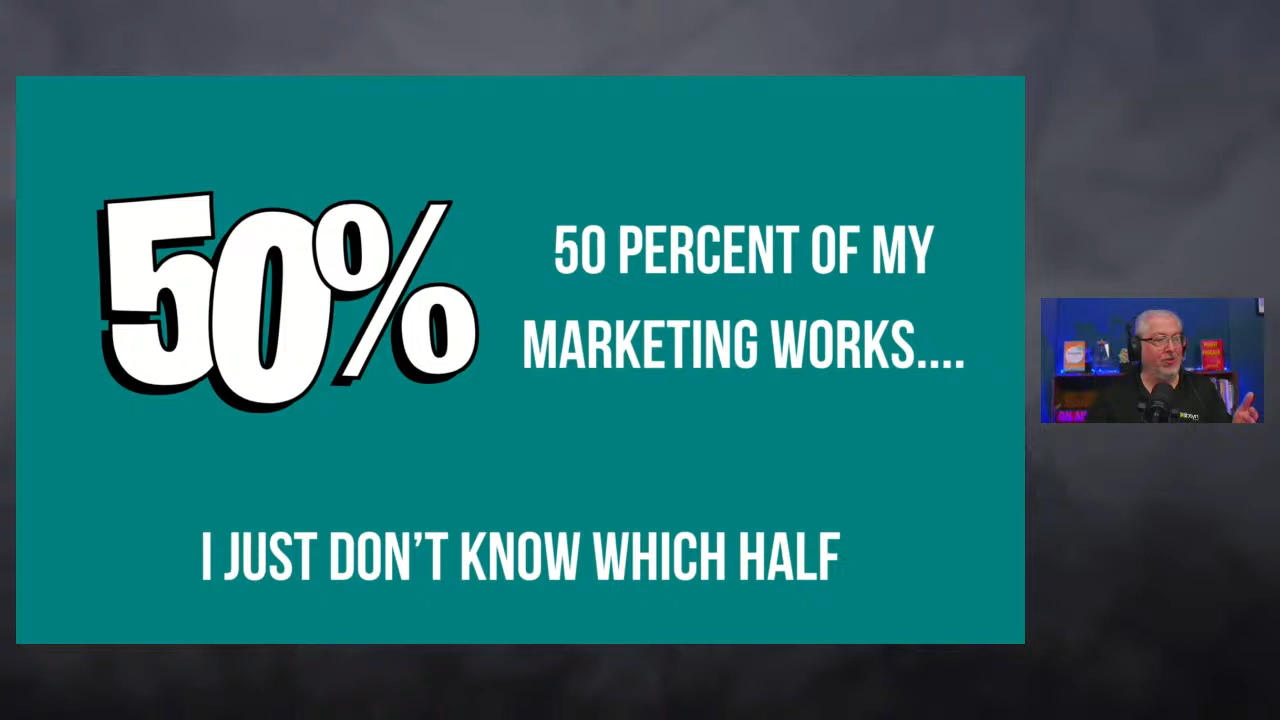 50%
50 PERCENT OF MY
MARKETING WORKS....
I JUST DON'T KNOW WHICH HALF